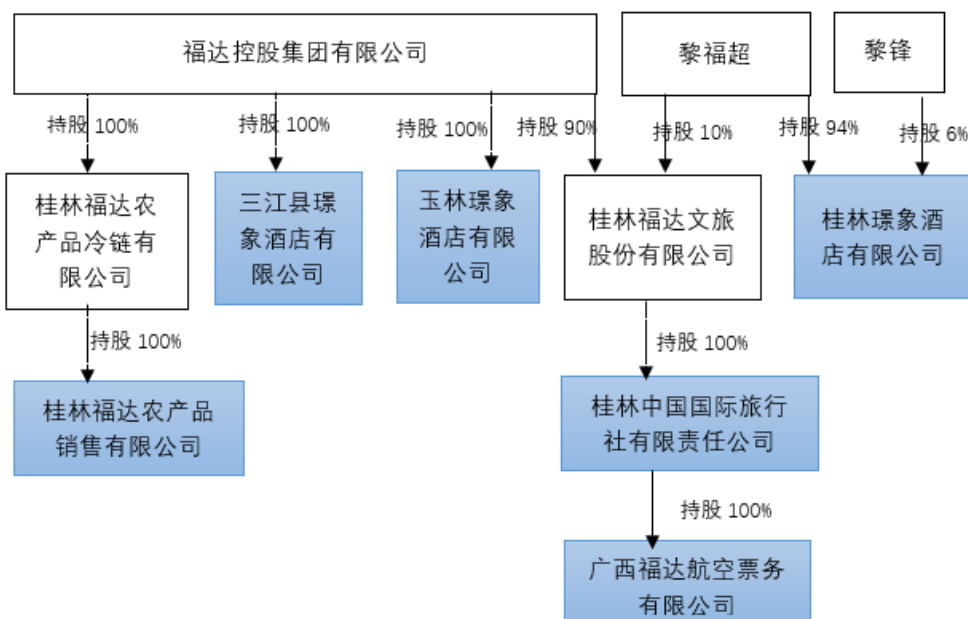 福达控股集团有限公司
黎福超
黎锋
持股 100%
持股 100%
持股 100%
持股 90%
持股 10%
持股 94%
持股 6%
桂林福达农
产品冷链有
限公司
三江县璟
象酒店有
限公司
玉林璟象
酒店有限
公司
桂林福达文旅
股份有限公司
桂林璟象酒
店有限公司
持股 100%
持股 100%
桂林福达农产品
销售有限公司
桂林中国国际旅行
社有限责任公司
持股 100%
广西福达航空票务
有限公司